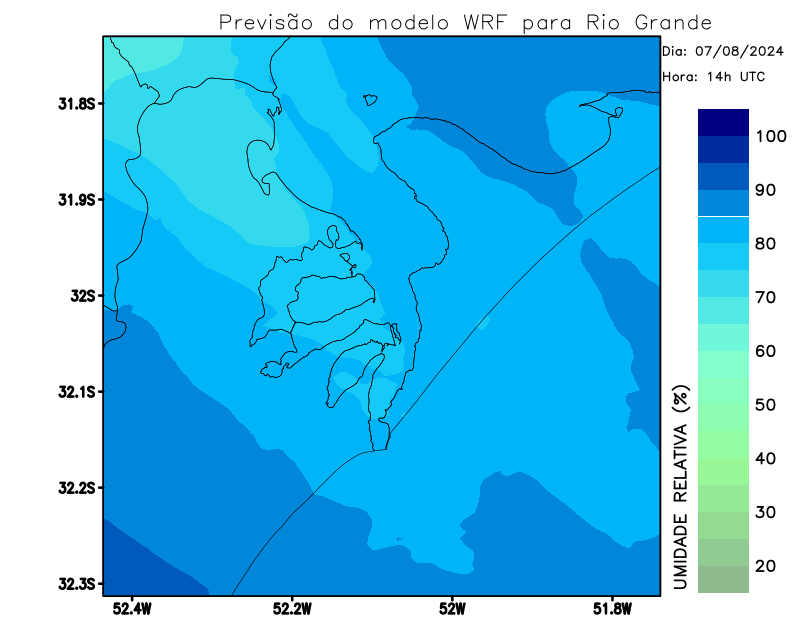 Previsão do modelo WRF para Rio Grande
Dia: 07/08/2024
Hora: 14h UTC
31.8S
31.9S
32S
32.1S
32.2S
32.3S
52.4W
52.2W
52W
51.8W
100
90
80
70
60
50
40
30
20
UMIDADE RELATIVA (%)